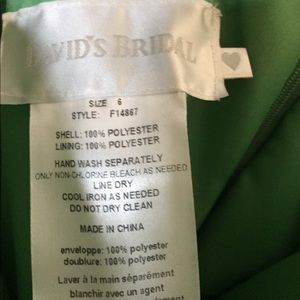 DAVID'S BRIDAL
SIZE 6
STYLE: F14867
SHELL: 100% POLYESTER
LINING: 100% POLYESTER
HAND WASH SEPARATELY
ONLY NON-CHLORINE BLEACH AS NEEDED
LINE DRY
COOL IRON AS NEEDED
DO NOT DRY CLEAN
MADE IN CHINA
enveloppe: 100% polyester
doublure: 100% polyester
Laver à la main séparément
blanchir avec un agent